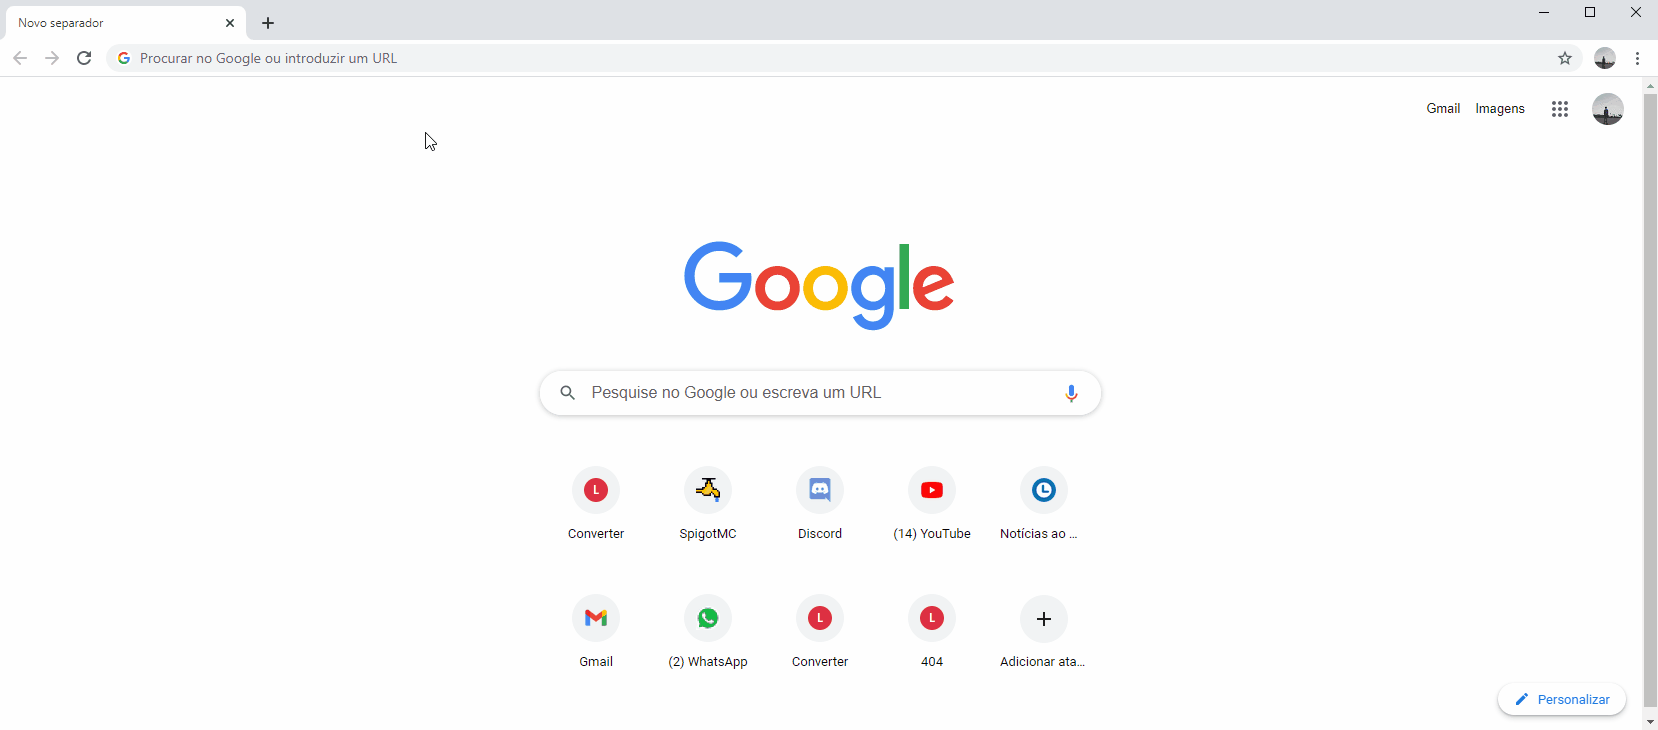 Novo separador
Procurar no Google ou introduzir um URL
Gmail Imagens
Google
Pesquise no Google ou escreva um URL
L
Converter SpigotMC Discord (14) YouTube Notícias ao ...
L L
Gmail (2) WhatsApp Converter 404 Adicionar ata...
Personalizar